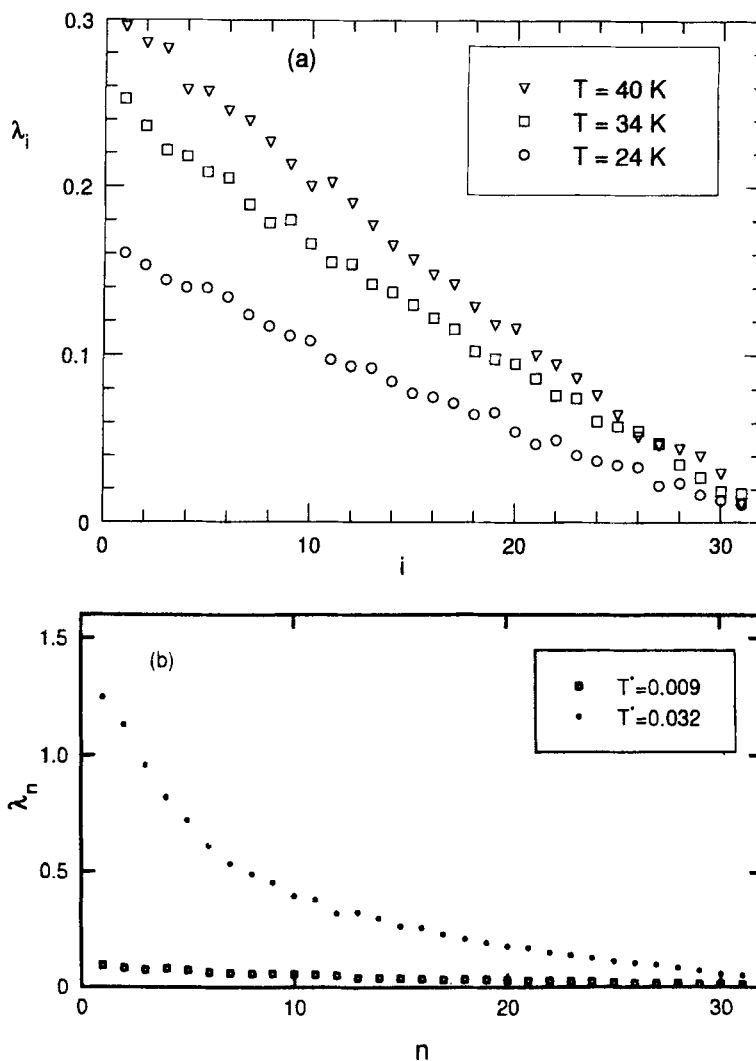 0.3
(a)
▽ T = 40 K
λi
□ T = 34 K
○ T = 24 K
0.2
0.1
0
0 10 20 30
i
1.5
(b)
T*=0.009
T*=0.032
1.0
λn
0.5
0
0 10 20 30
n